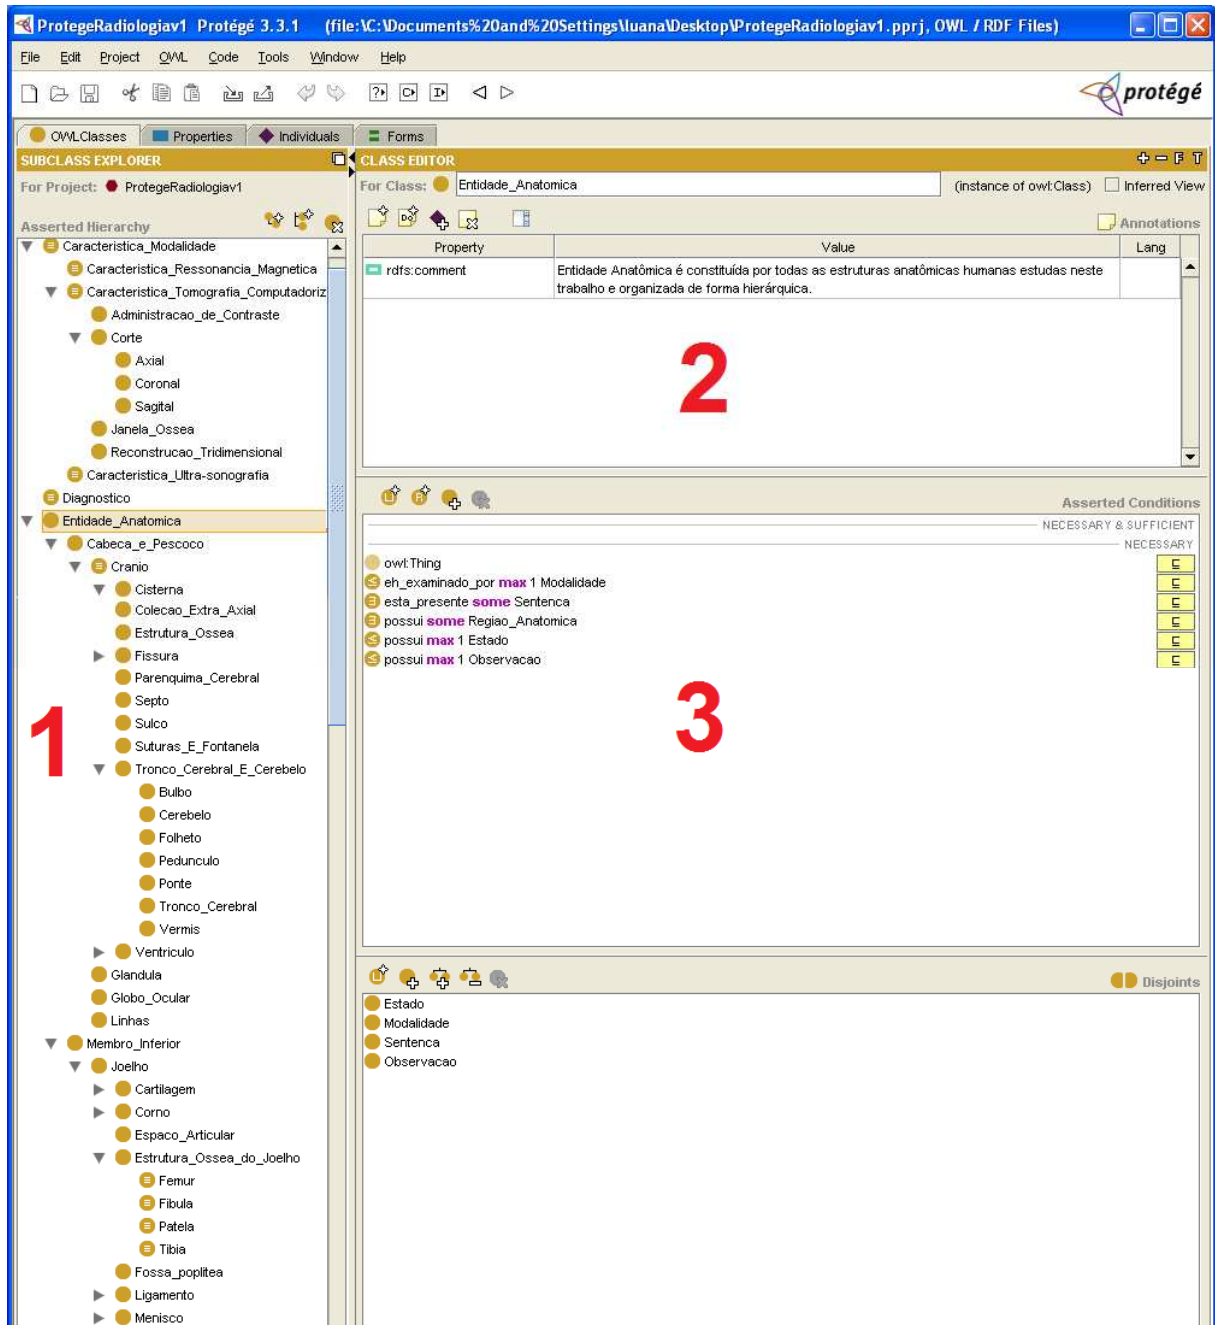 ProtegeRadiologiav1 Protégé 3.3.1 (file:\C:\Documents%20and%20Settings\luana\Desktop\ProtegeRadiologiav1.pprj, OWL / RDF Files)
File Edit Project OWL Code Tools Window Help
protégé
OWLClasses Properties Individuals Forms
SUBCLASS EXPLORER
For Project: ProtegeRadiologiav1
Asserted Hierarchy
Caracteristica_Modalidade
Caracteristica_Ressonancia_Magnetica
Caracteristica_Tomografia_Computadoriz
Administracao_de_Contraste
Corte
Axial
Coronal
Sagital
Janela_Ossea
Reconstrucao_Tridimensional
Caracteristica_Ultra-sonografia
Diagnostico
Entidade_Anatomica
Cabeca_e_Pescoco
Cranio
Cisterna
Colecao_Extra_Axial
Estrutura_Ossea
Fissura
Parenquima_Cerebral
Septo
Sulco
Suturas_E_Fontanela
Tronco_Cerebral_E_Cerebelo
Bulbo
Cerebelo
Folheto
Pedunculo
Ponte
Tronco_Cerebral
Vermis
Ventriculo
Glandula
Globo_Ocular
Linhas
Membro_Inferior
Joelho
Cartilagem
Corno
Espaco_Articular
Estrutura_Ossea_do_Joelho
Femur
Fibula
Patela
Tibia
Fossa_poplitea
Ligamento
Menisco
1
CLASS EDITOR
For Class: Entidade_Anatomica (instance of owl:Class) Inferred View
Annotations
Property Value Lang
rdfs:comment Entidade Anatômica é constituída por todas as estruturas anatômicas humanas estudas neste
trabalho e organizada de forma hierárquica.
2
Asserted Conditions
NECESSARY & SUFFICIENT
NECESSARY
owl:Thing
eh_examinado_por max 1 Modalidade
esta_presente some Sentenca
possui some Regiao_Anatomica
possui max 1 Estado
possui max 1 Observacao
3
Disjoints
Estado
Modalidade
Sentenca
Observacao